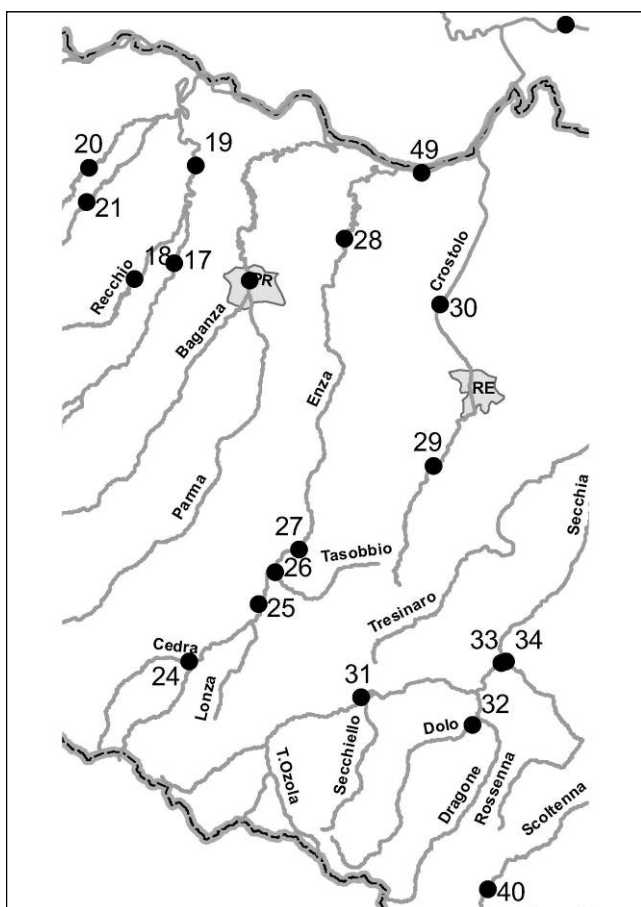 49
20
19
21
28
18
17
Recchio
PR
Crostolo
30
Baganza
Enza
RE
29
Parma
Secchia
27
Tasobbio
26
25
Tresinaro
Cedra
24
Lonza
33
34
31
32
Secchiello
Dolo
T.Ozola
Dragone
Rossenna
Scoltenna
40